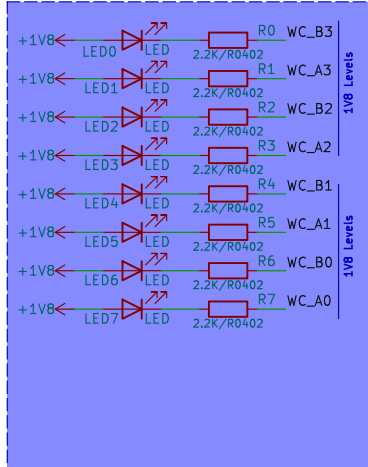 +1V8 LED0 LED R0 2.2K/R0402 WC_B3
+1V8 LED1 LED R1 2.2K/R0402 WC_A3
+1V8 LED2 LED R2 2.2K/R0402 WC_B2
+1V8 LED3 LED R3 2.2K/R0402 WC_A2
1V8 Levels
+1V8 LED4 LED R4 2.2K/R0402 WC_B1
+1V8 LED5 LED R5 2.2K/R0402 WC_A1
+1V8 LED6 LED R6 2.2K/R0402 WC_B0
+1V8 LED7 LED R7 2.2K/R0402 WC_A0
1V8 Levels